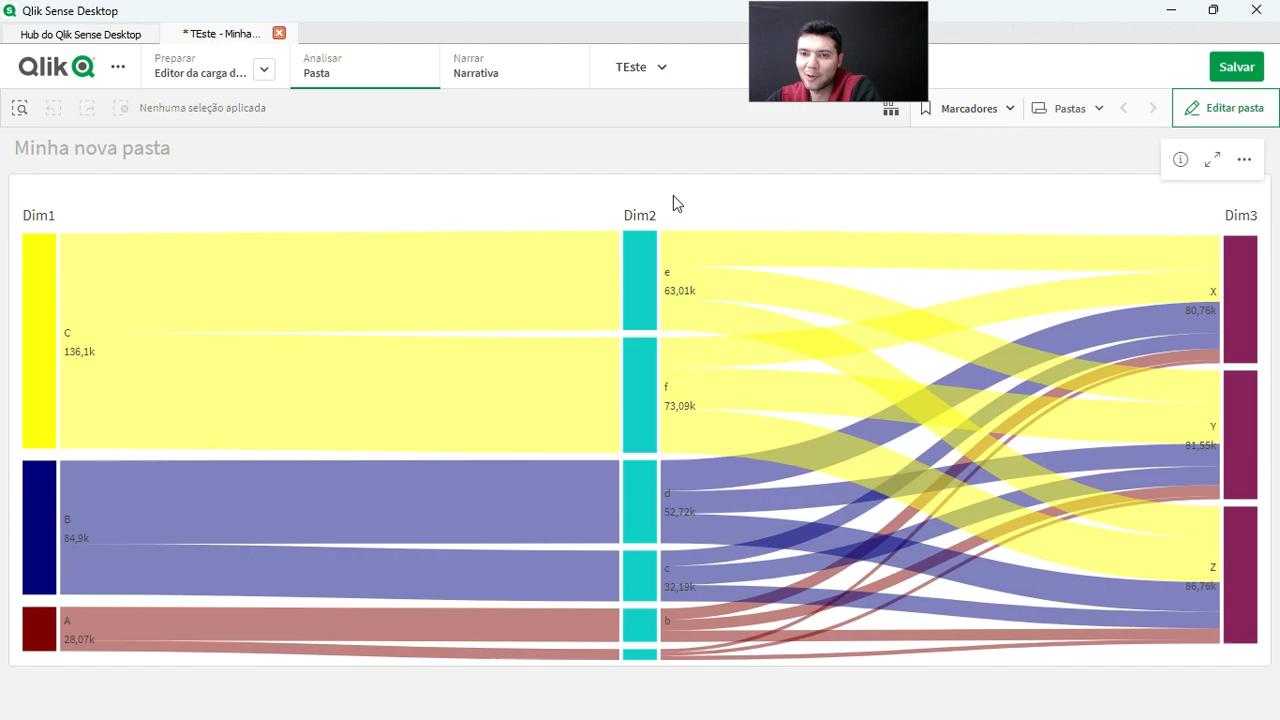 Qlik Sense Desktop
Hub do Qlik Sense Desktop
* TEste - Minha...
Qlik
Preparar
Editor da carga d...
Analisar
Pasta
Narrar
Narrativa
TEste
Salvar
Nenhuma seleção aplicada
Marcadores
Pastas
Editar pasta
Minha nova pasta
Dim1
Dim2
Dim3
C
136,1k
B
84,9k
A
28,07k
e
63,01k
f
73,09k
d
52,72k
c
32,19k
b
X
80,76k
Y
81,55k
Z
86,76k